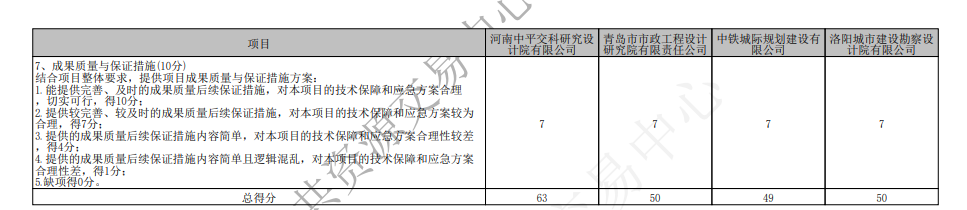 项目
河南中平交科研究设
计院有限公司
青岛市市政工程设计
研究院有限责任公司
中铁城际规划建设有
限公司
洛阳城市建设勘察设
计院有限公司
7、成果质量与保证措施(10分)
结合项目整体要求，提供项目成果质量与保证措施方案：
1.能提供完善、及时的成果质量后续保证措施，对本项目的技术保障和应急方案合理
，切实可行，得10分；
2.提供较完善、较及时的成果质量后续保证措施，对本项目的技术保障和应急方案较为
合理，得7分；
3.提供的成果质量后续保证措施内容简单，对本项目的技术保障和应急方案合理性较差
，得4分；
4.提供的成果质量后续保证措施内容简单且逻辑混乱，对本项目的技术保障和应急方案
合理性差，得1分；
5.缺项得0分。
7
7
7
7
总得分
63
50
49
50
共资源交易中心
易中心